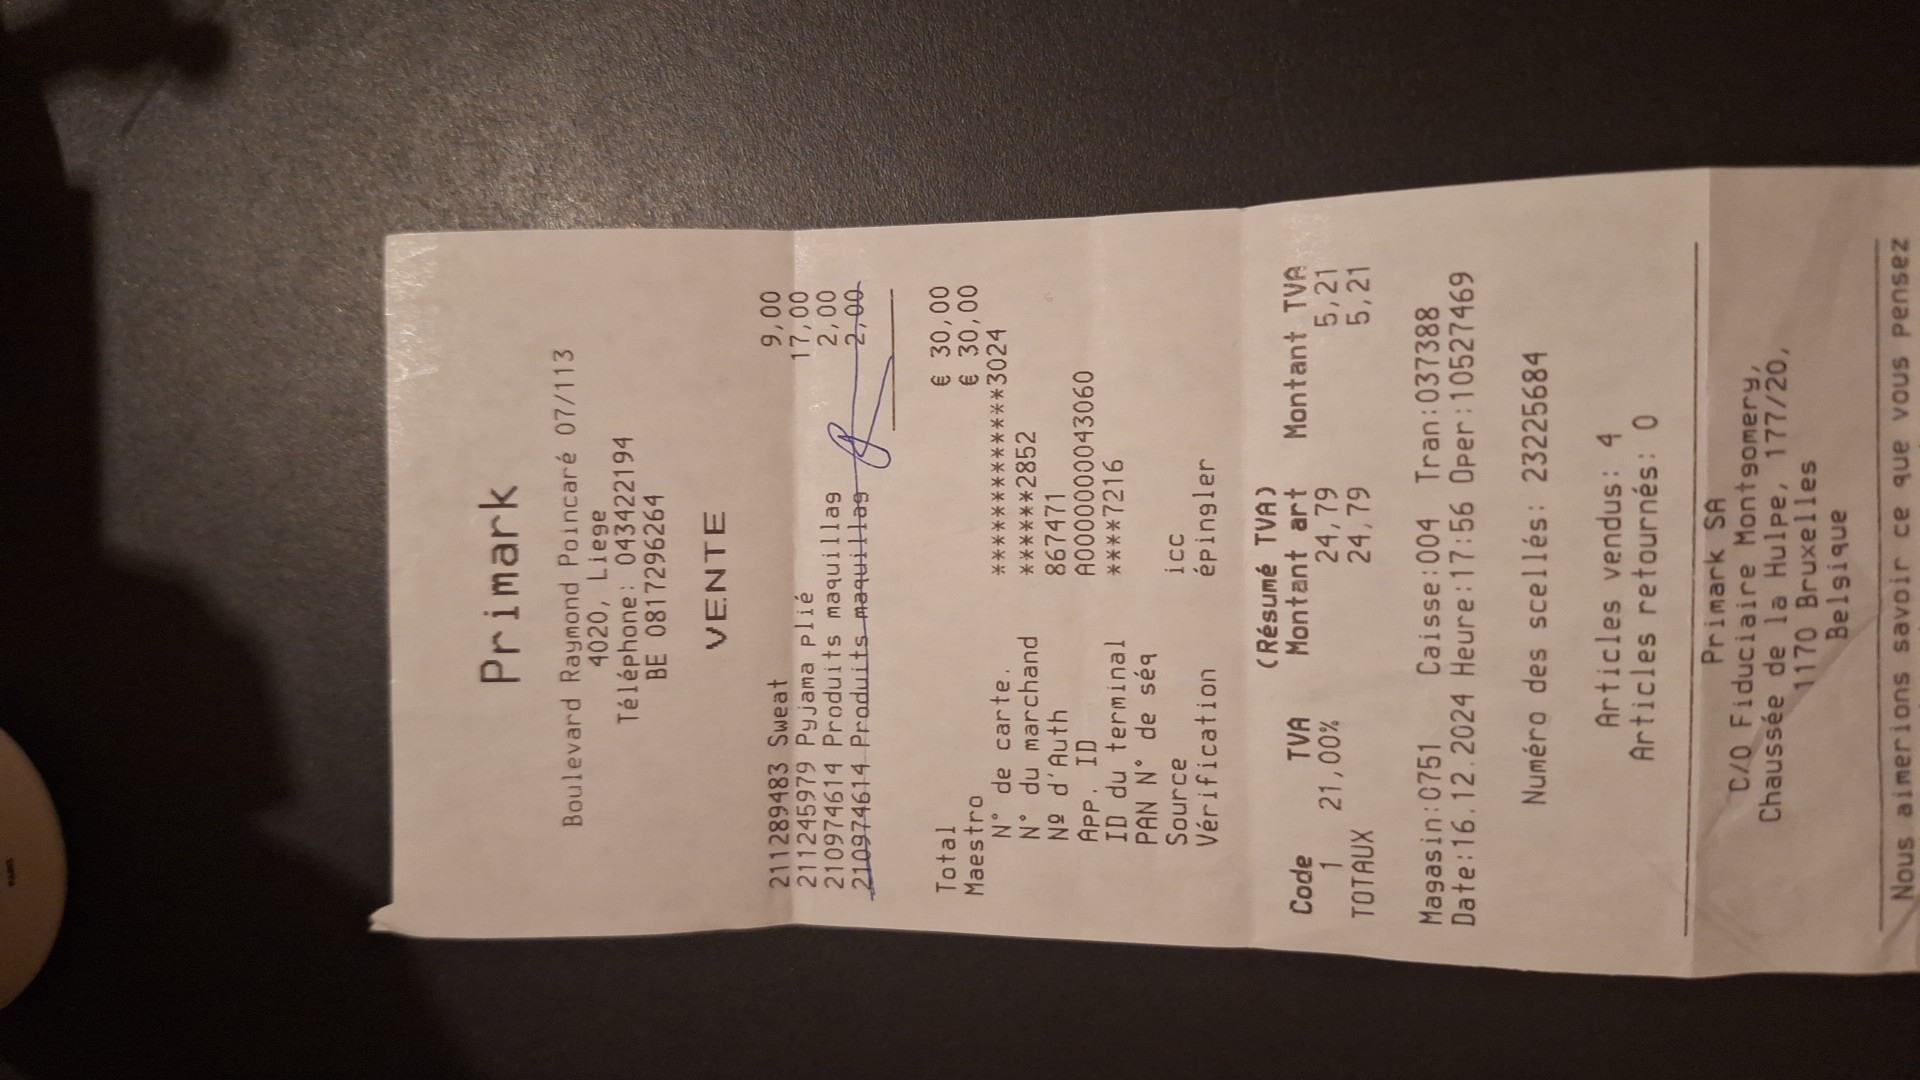 Primark
Boulevard Raymond Poincaré 07/113
4020, Liege
Téléphone: 043422194
BE 0817296264
VENTE
211289483 Sweat 9,00
211245979 Pyjama plié 17,00
210974614 Produits maquillag 2,00
210974614 Produits maquillag 2,00
Total € 30,00
Maestro € 30,00
N° de carte. ***************3024
N° du marchand ******2852
Nº d'Auth 867471
APP. ID A0000000043060
ID du terminal ****7216
PAN N° de séq
Source icc
Vérification épingler
(Résumé TVA)
Code TVA Montant art Montant TVA
1 21,00% 24,79 5,21
TOTAUX 24,79 5,21
Magasin:0751 Caisse:004 Tran:037388
Date:16.12.2024 Heure:17:56 Oper:10527469
Numéro des scellés: 23225684
Articles vendus: 4
Articles retournés: 0
Primark SA
C/O Fiduciaire Montgomery,
Chaussée de la Hulpe, 177/20,
1170 Bruxelles
Belgique
Nous aimerions savoir ce que vous pensez